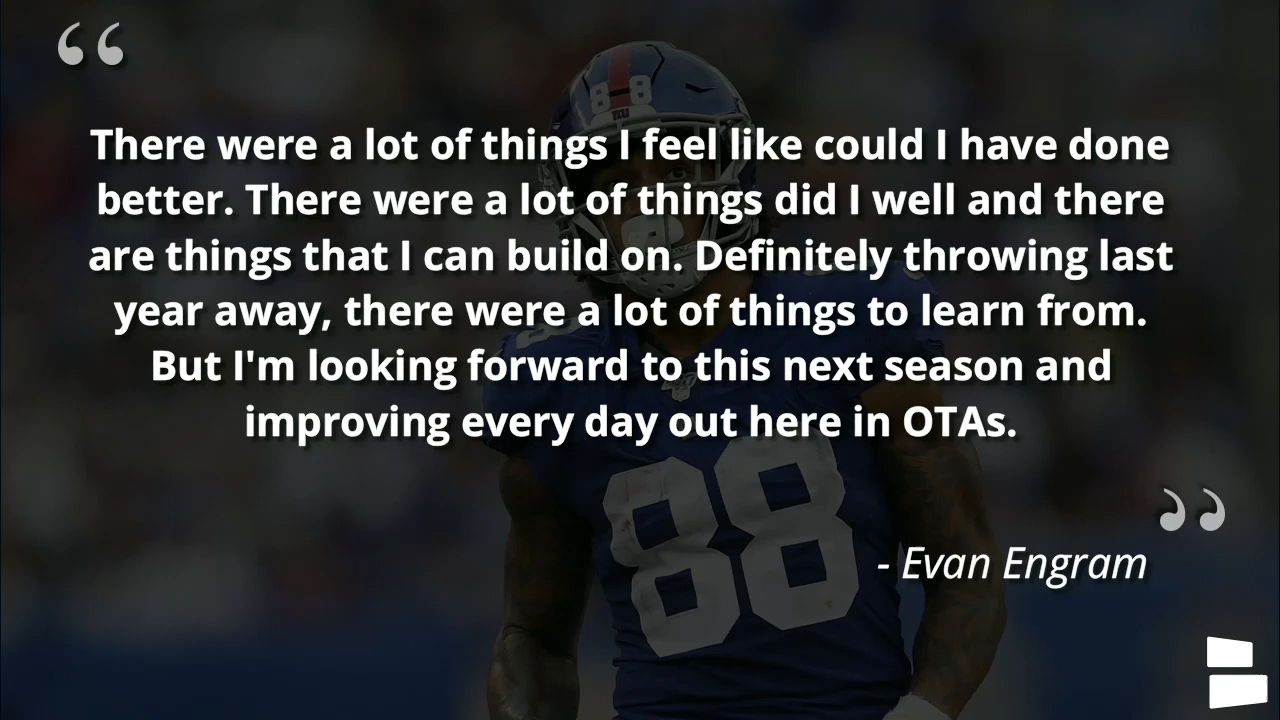 “
There were a lot of things I feel like could I have done
better. There were a lot of things did I well and there
are things that I can build on. Definitely throwing last
year away, there were a lot of things to learn from.
But I'm looking forward to this next season and
improving every day out here in OTAs.
”
- Evan Engram
88
88